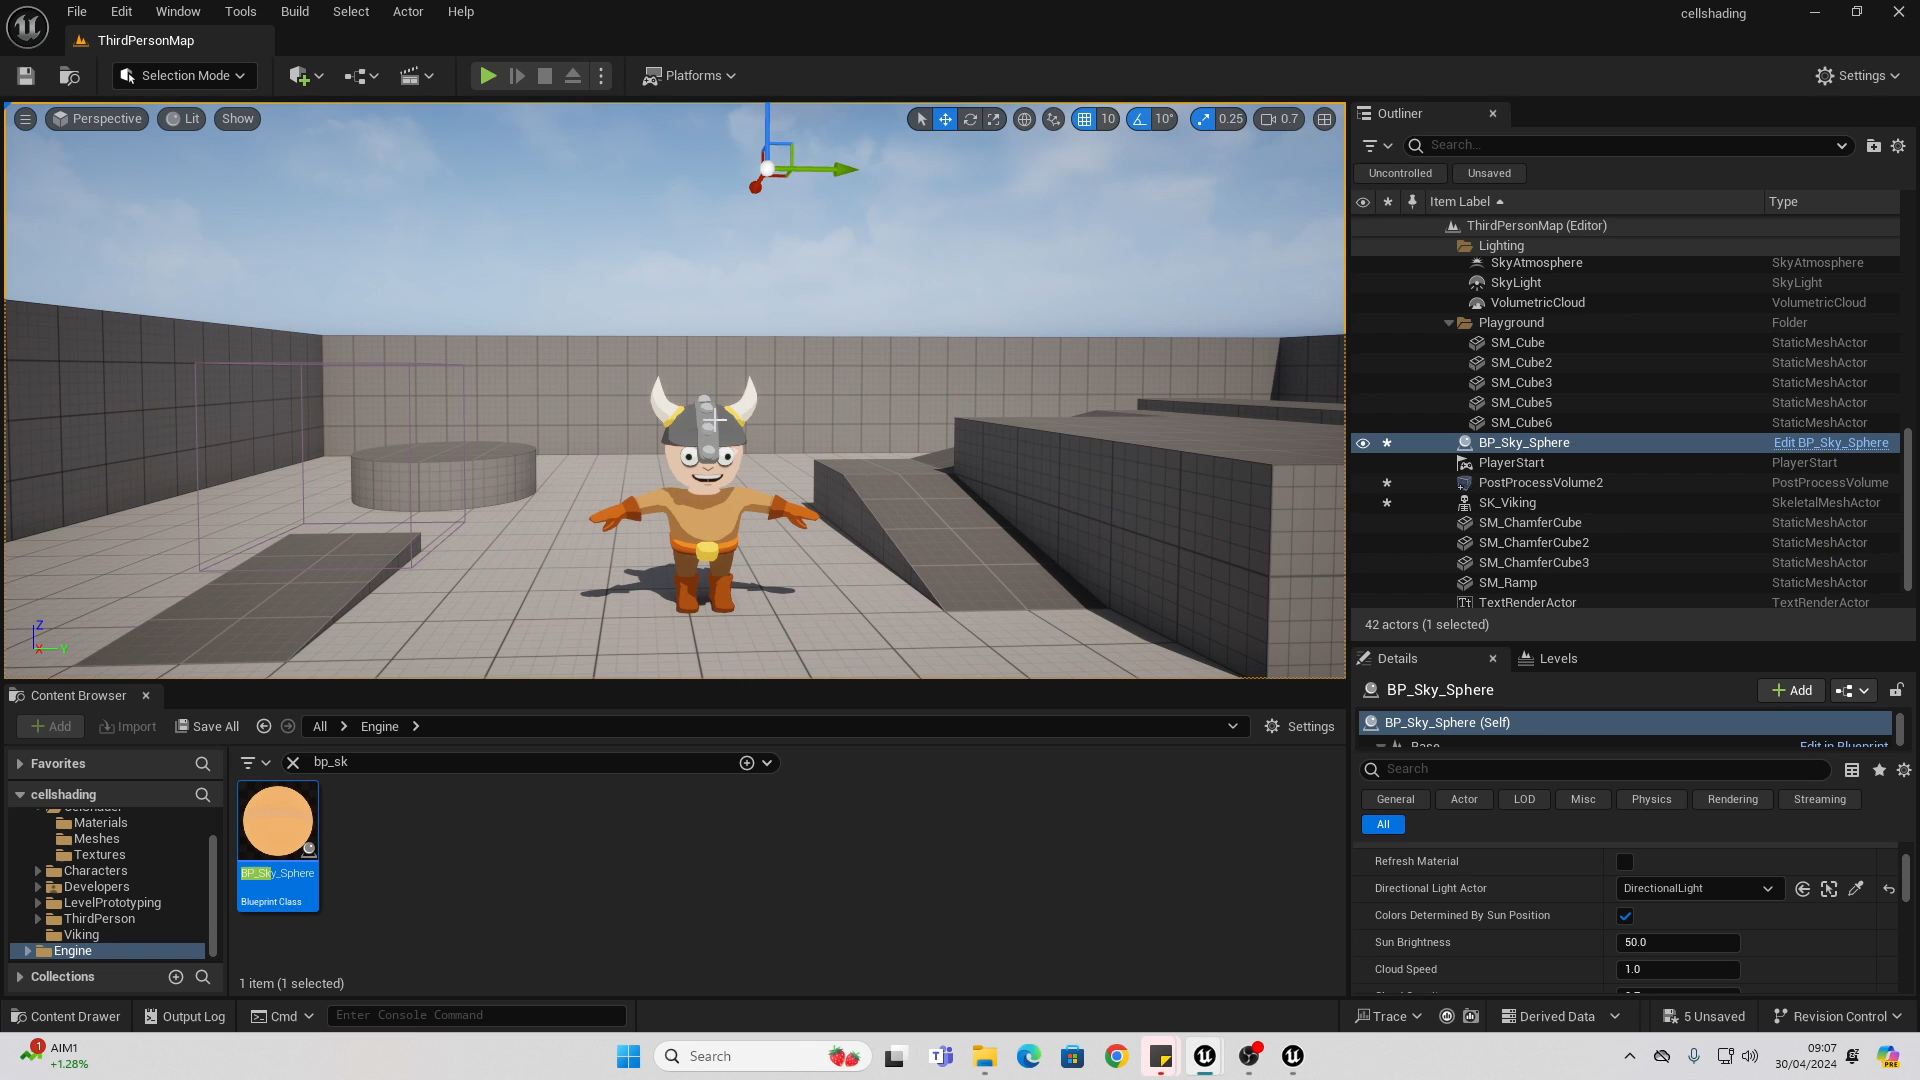 File Edit Window Tools Build Select Actor Help
cellshading
ThirdPersonMap
Selection Mode
Platforms
Settings
Perspective Lit Show
10 10° 0.25 0.7
Outliner
Search...
Uncontrolled Unsaved
Item Label Type
ThirdPersonMap (Editor)
Lighting
SkyAtmosphere SkyAtmosphere
SkyLight SkyLight
VolumetricCloud VolumetricCloud
Playground Folder
SM_Cube StaticMeshActor
SM_Cube2 StaticMeshActor
SM_Cube3 StaticMeshActor
SM_Cube5 StaticMeshActor
SM_Cube6 StaticMeshActor
BP_Sky_Sphere Edit BP_Sky_Sphere
PlayerStart PlayerStart
PostProcessVolume2 PostProcessVolume
SK_Viking SkeletalMeshActor
SM_ChamferCube StaticMeshActor
SM_ChamferCube2 StaticMeshActor
SM_ChamferCube3 StaticMeshActor
SM_Ramp StaticMeshActor
TextRenderActor TextRenderActor
42 actors (1 selected)
Z
X Y
Details Levels
BP_Sky_Sphere Add
BP_Sky_Sphere (Self)
Base Edit in Blueprint
Search
General Actor LOD Misc Physics Rendering Streaming
All
Refresh Material
Directional Light Actor DirectionalLight
Colors Determined By Sun Position
Sun Brightness 50.0
Cloud Speed 1.0
Content Browser
Add Import Save All All Engine Settings
Favorites
bp_sk
cellshading
Materials
Meshes
Textures
Characters
Developers
LevelPrototyping
ThirdPerson
Viking
Engine
Collections
BP_Sky_Sphere
Blueprint Class
1 item (1 selected)
Content Drawer Output Log Cmd Enter Console Command
Trace Derived Data 5 Unsaved Revision Control
1
AIM1
+1.28%
Search
09:07
30/04/2024
PRE